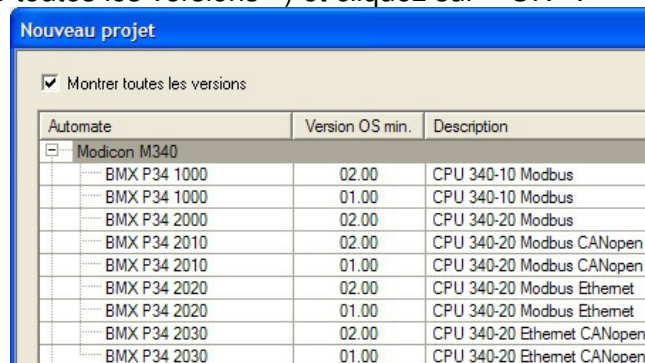 toutes les versions
Nouveau projet
Montrer toutes les versions
Automate Version OS min. Description
Modicon M340
BMX P34 1000 02.00 CPU 340-10 Modbus
BMX P34 1000 01.00 CPU 340-10 Modbus
BMX P34 2000 02.00 CPU 340-20 Modbus
BMX P34 2010 02.00 CPU 340-20 Modbus CANopen
BMX P34 2010 01.00 CPU 340-20 Modbus CANopen
BMX P34 2020 02.00 CPU 340-20 Modbus Ethernet
BMX P34 2020 01.00 CPU 340-20 Modbus Ethernet
BMX P34 2030 02.00 CPU 340-20 Ethernet CANopen
BMX P34 2030 01.00 CPU 340-20 Ethernet CANopen